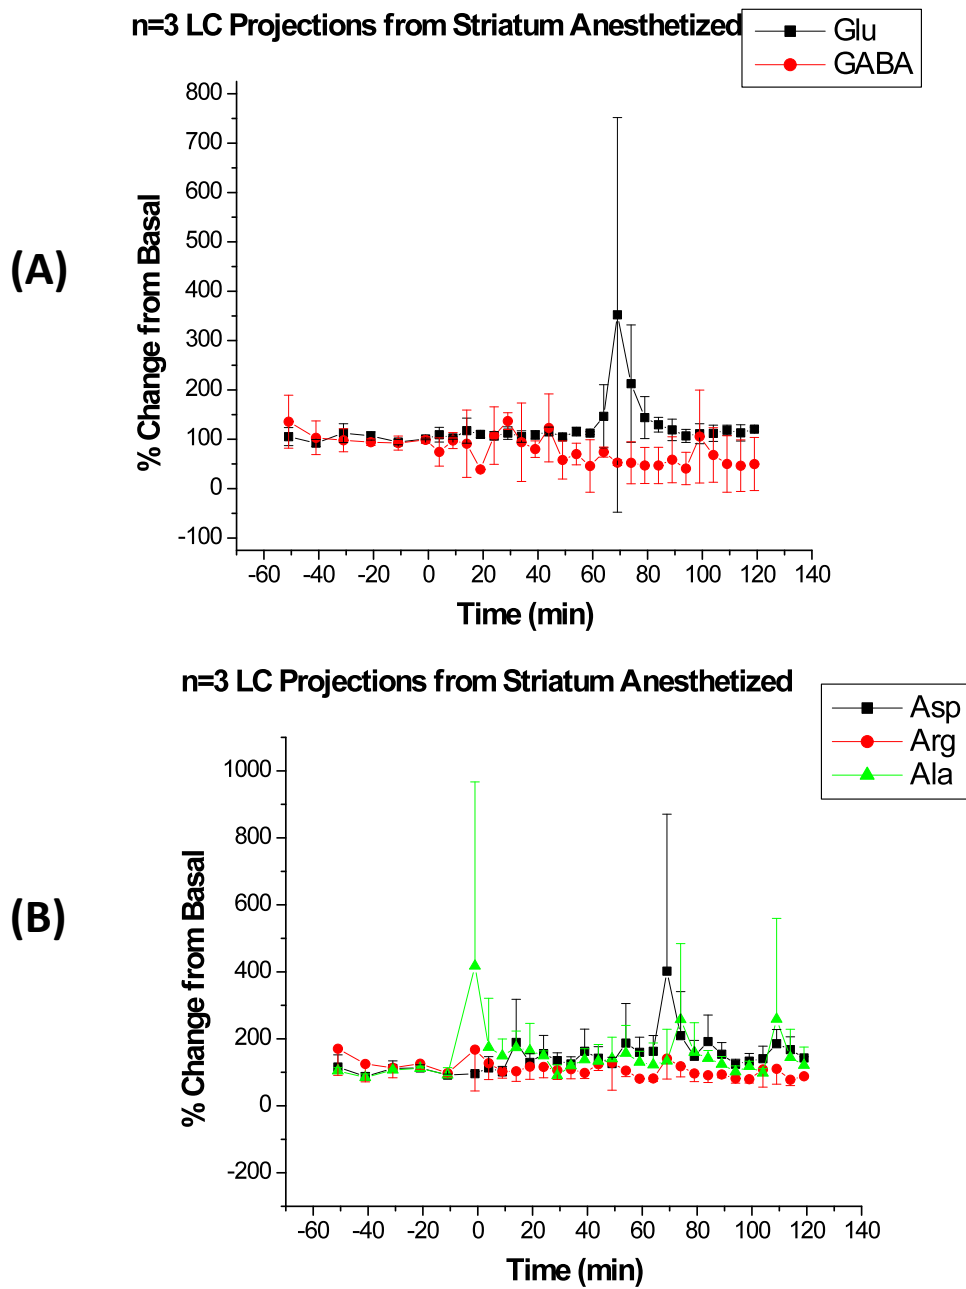 n=3 LC Projections from Striatum Anesthetized
Glu
GABA
(A)
% Change from Basal
800
700
600
500
400
300
200
100
0
-100
-60 -40 -20 0 20 40 60 80 100 120 140
Time (min)
n=3 LC Projections from Striatum Anesthetized
Asp
Arg
Ala
(B)
% Change from Basal
1000
800
600
400
200
0
-200
-60 -40 -20 0 20 40 60 80 100 120 140
Time (min)